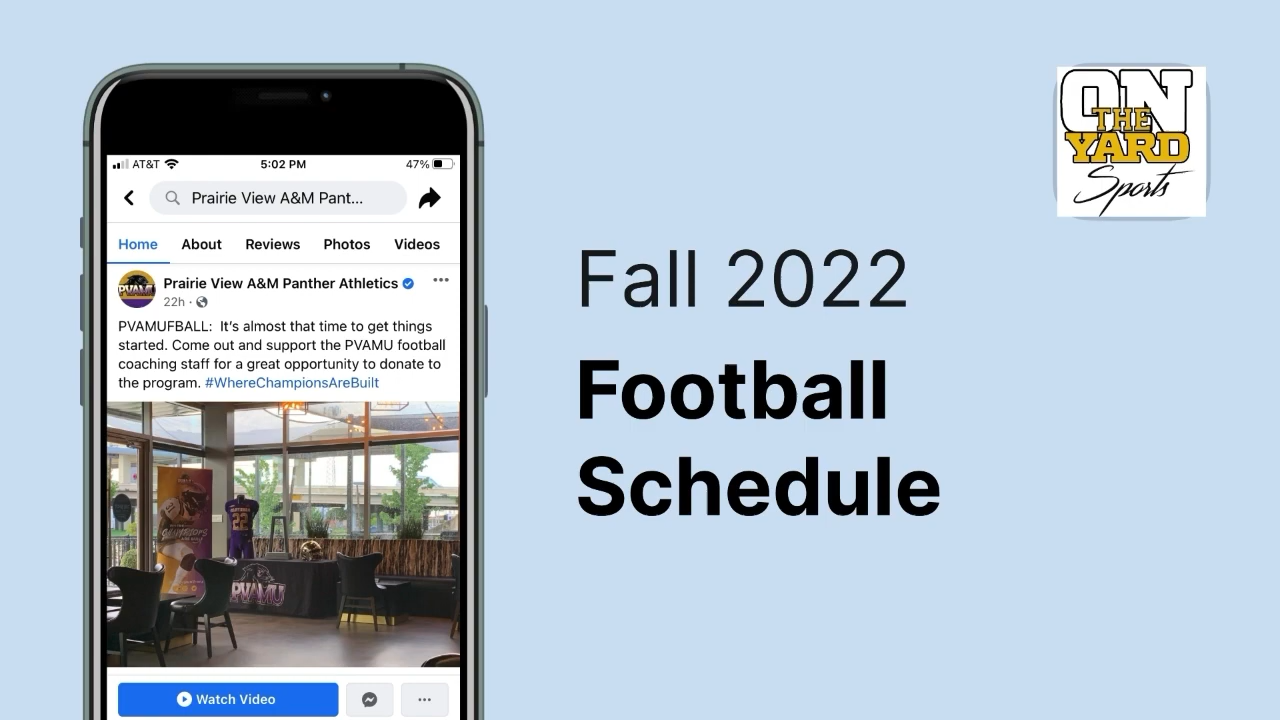 AT&T
5:02 PM
47%
Prairie View A&M Pant...
Home About Reviews Photos Videos
Prairie View A&M Panther Athletics
22h ·
PVAMUFBALL: It's almost that time to get things
started. Come out and support the PVAMU football
coaching staff for a great opportunity to donate to
the program. #WhereChampionsAreBuilt
22
PVAMU
Watch Video
ON
THE
YARD
Sports
Fall 2022
Football
Schedule